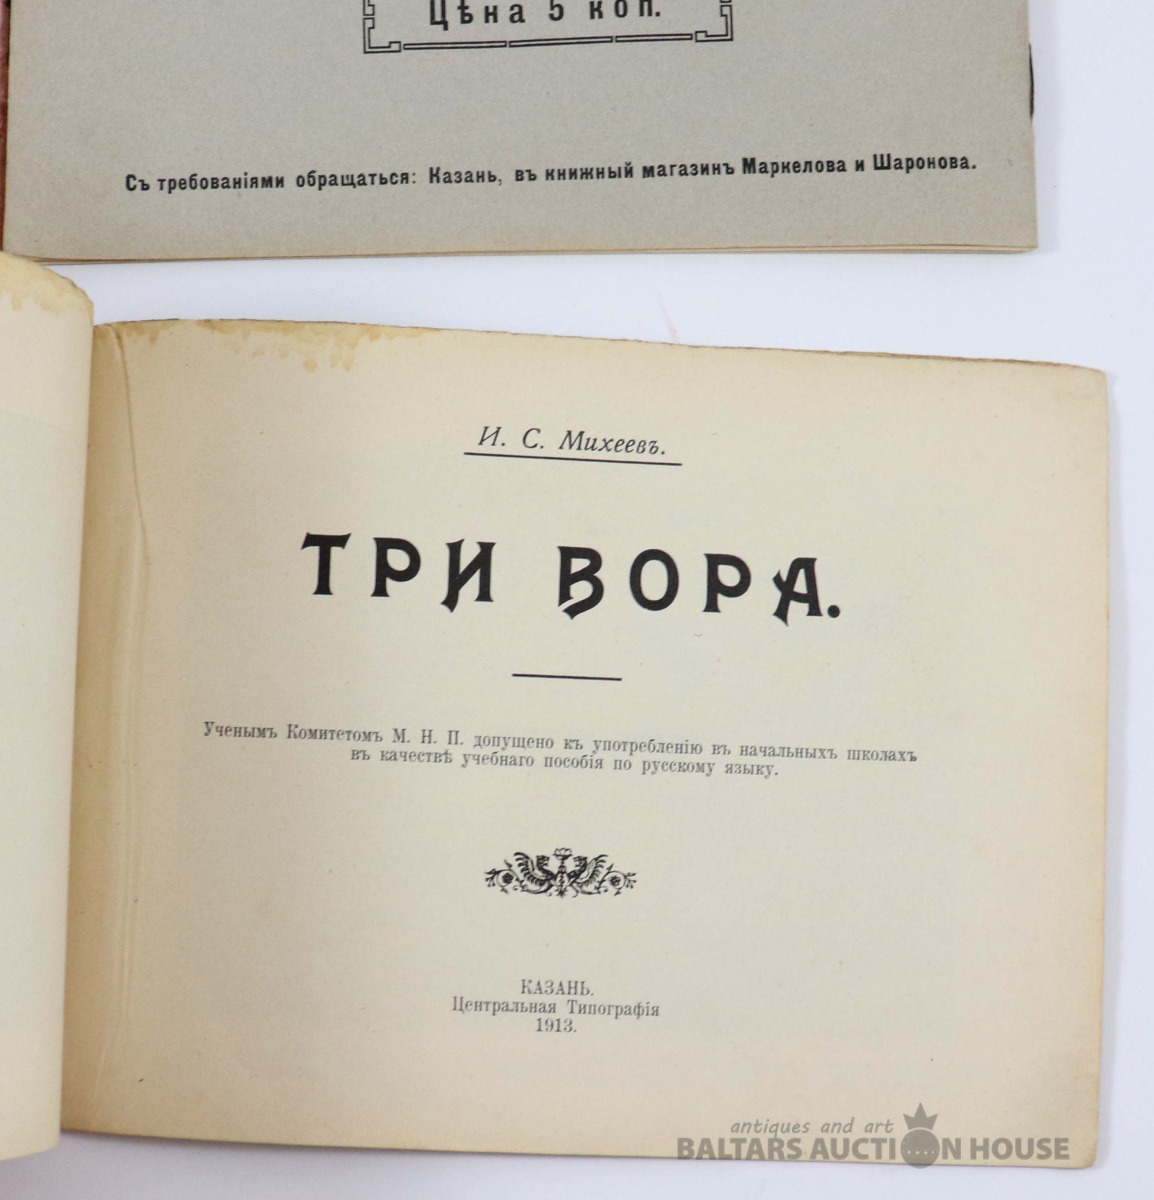 Цѣна 5 коп.
Съ требованіями обращаться: Казань, въ книжный магазинъ Маркелова и Шаронова.
И. С. Михеевъ.
ТРИ ВОРА.
Ученымъ Комитетомъ М. Н. П. допущено къ употребленію въ начальныхъ школахъ
въ качествѣ учебнаго пособія по русскому языку.
КАЗАНЬ.
Центральная Типографія
1913.
antiques and art
BALTARS AUCTION HOUSE